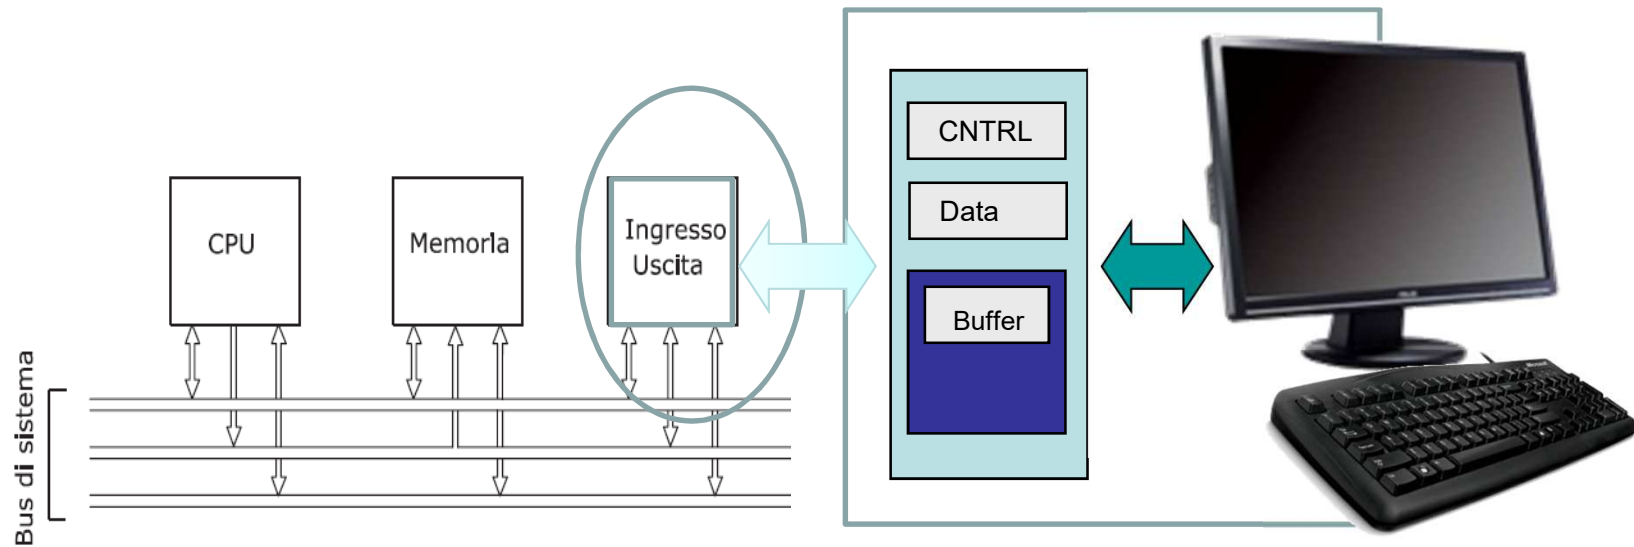 CPU
Memoria
Ingresso
Uscita
Bus di sistema
CNTRL
Data
Buffer